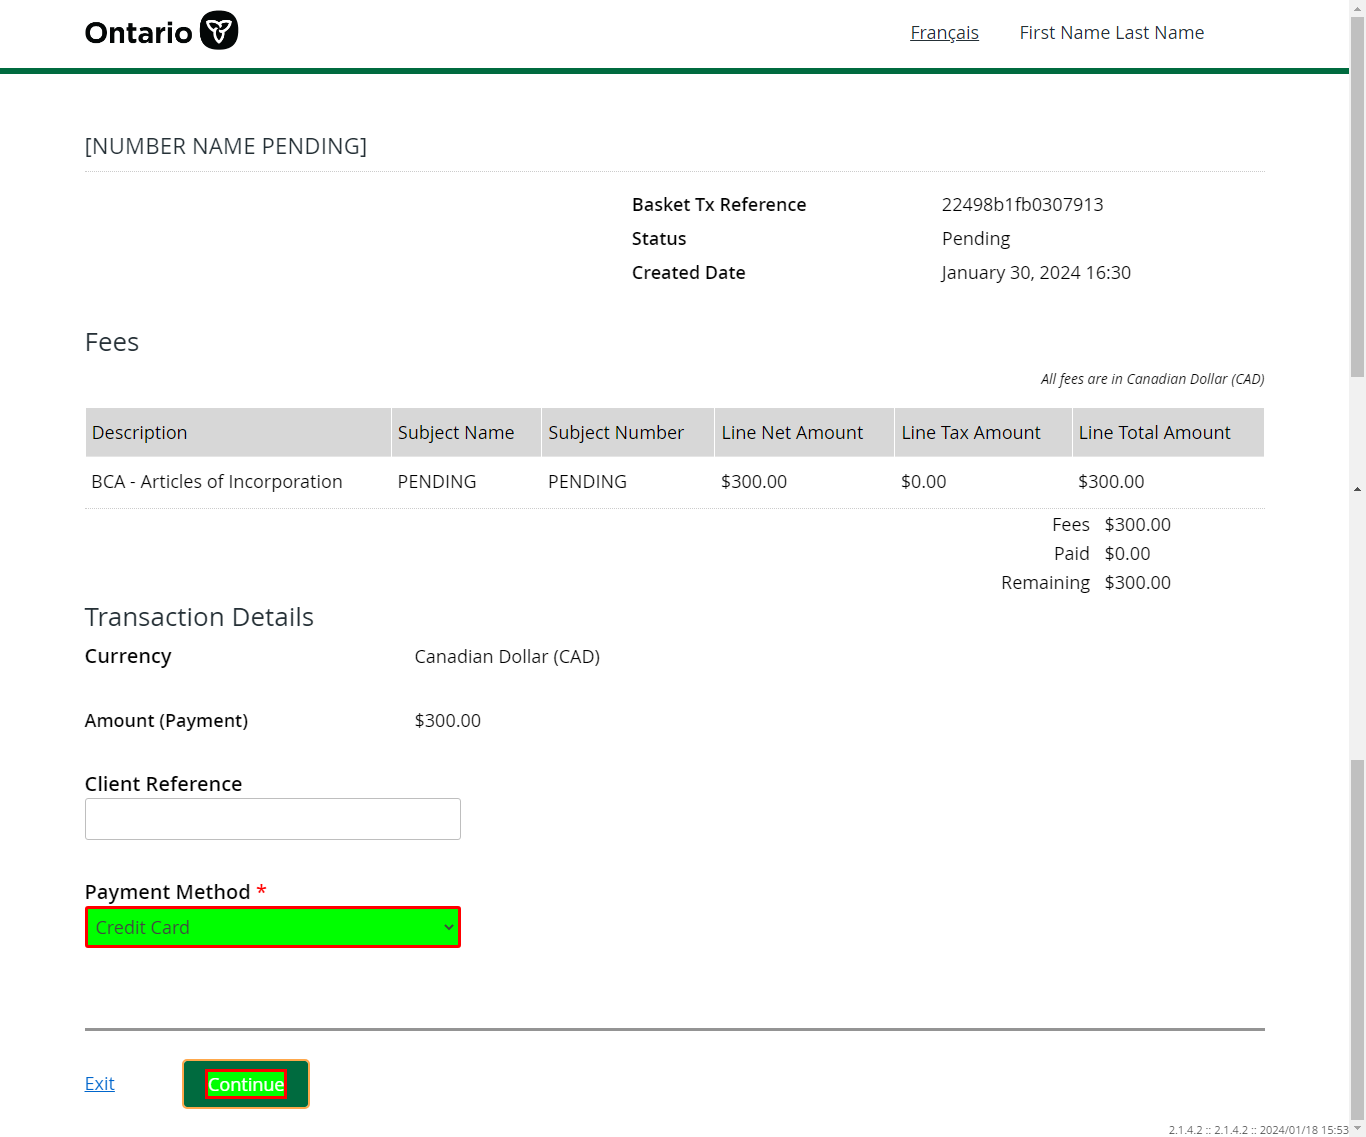 Ontario
Français First Name Last Name
[NUMBER NAME PENDING]
Basket Tx Reference 22498b1fb0307913
Status Pending
Created Date January 30, 2024 16:30
Fees
All fees are in Canadian Dollar (CAD)
Description Subject Name Subject Number Line Net Amount Line Tax Amount Line Total Amount
BCA - Articles of Incorporation PENDING PENDING $300.00 $0.00 $300.00
Fees $300.00
Paid $0.00
Remaining $300.00
Transaction Details
Currency Canadian Dollar (CAD)
Amount (Payment) $300.00
Client Reference
Payment Method *
Credit Card
Exit Continue
2.1.4.2 :: 2.1.4.2 :: 2024/01/18 15:53